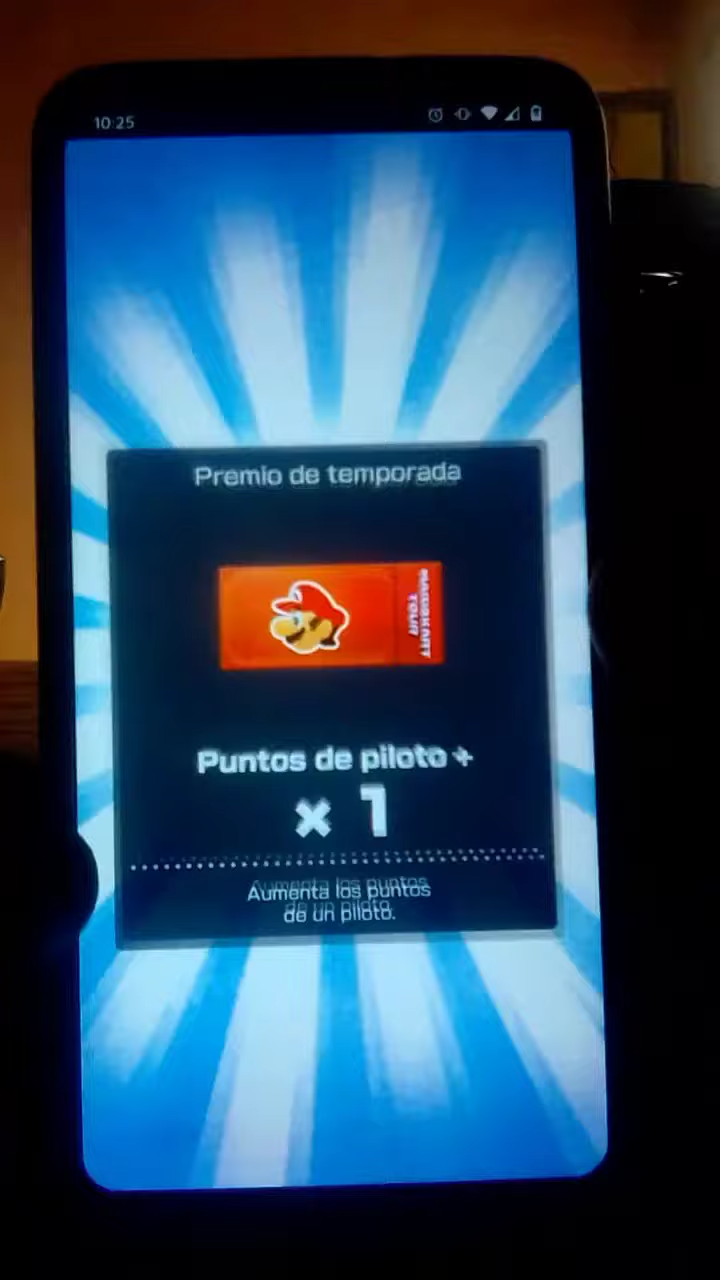 10:25
Premio de temporada
MARIO KART
TOUR
Puntos de piloto +
× 1
Aumenta los puntos
de un piloto.